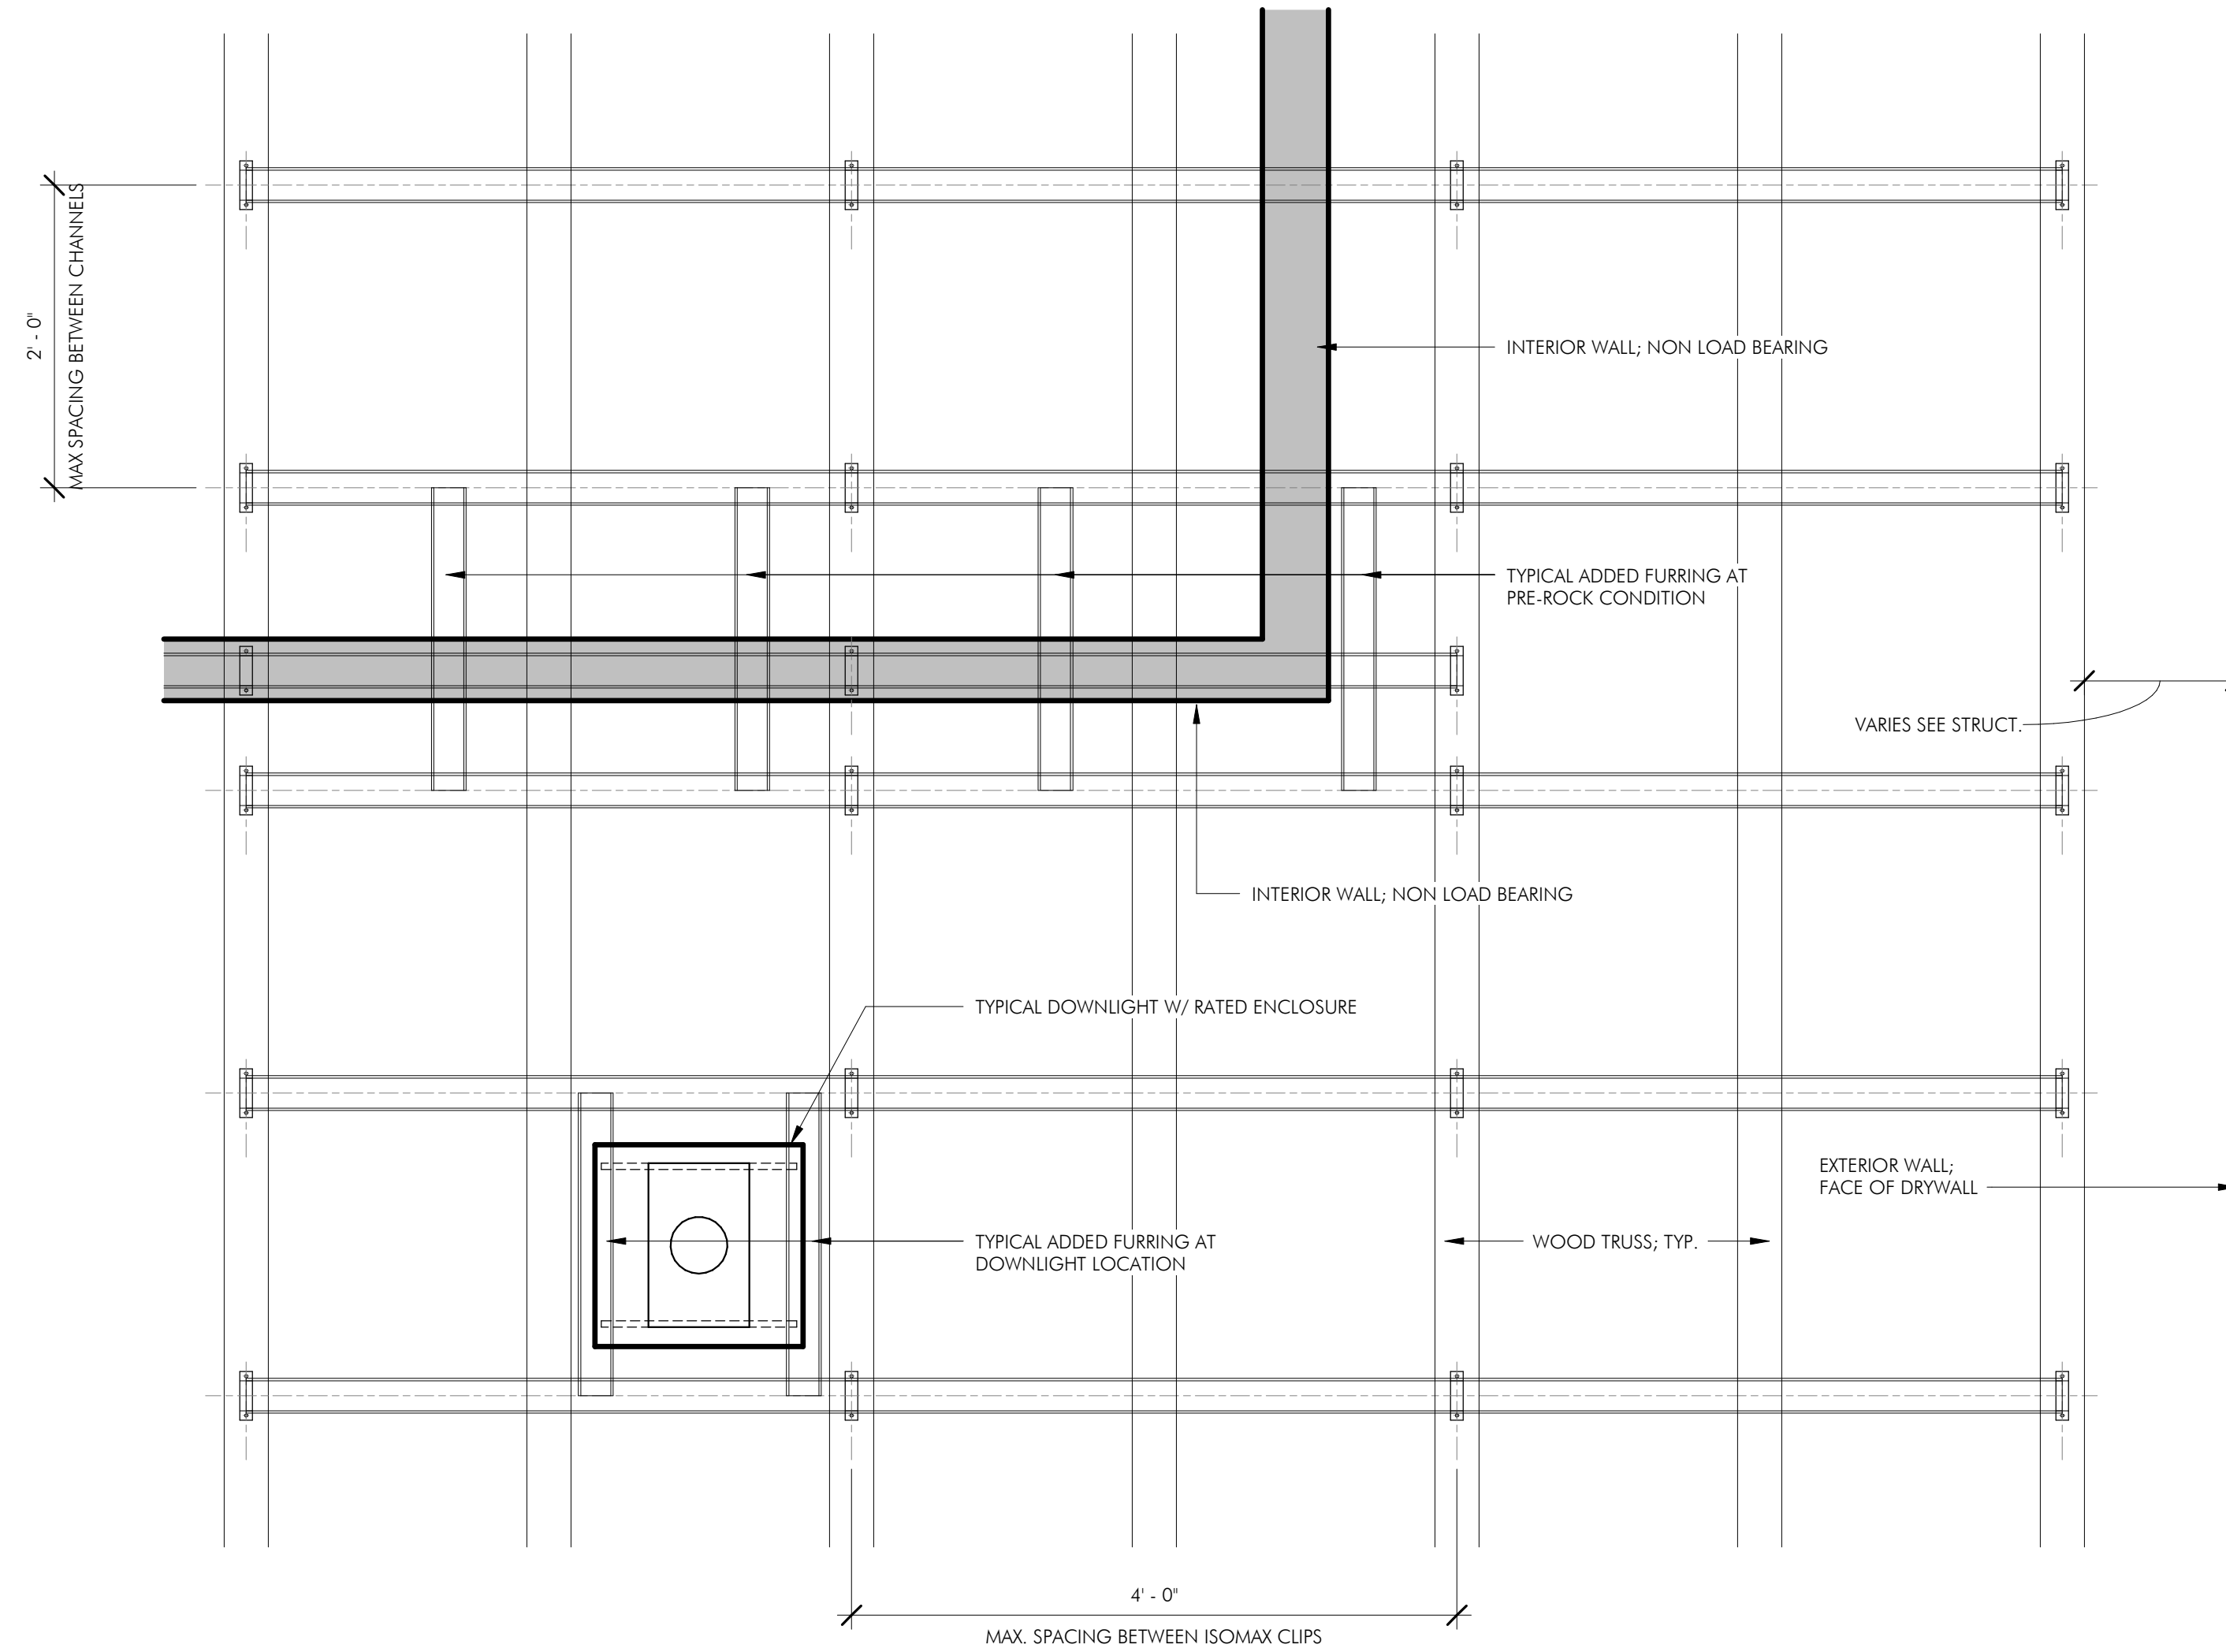 2' - 0"
MAX SPACING BETWEEN CHANNELS
INTERIOR WALL; NON LOAD BEARING
TYPICAL ADDED FURRING AT
PRE-ROCK CONDITION
VARIES SEE STRUCT.
INTERIOR WALL; NON LOAD BEARING
TYPICAL DOWNLIGHT W/ RATED ENCLOSURE
EXTERIOR WALL;
FACE OF DRYWALL
TYPICAL ADDED FURRING AT
DOWNLIGHT LOCATION
WOOD TRUSS; TYP.
4' - 0"
MAX. SPACING BETWEEN ISOMAX CLIPS